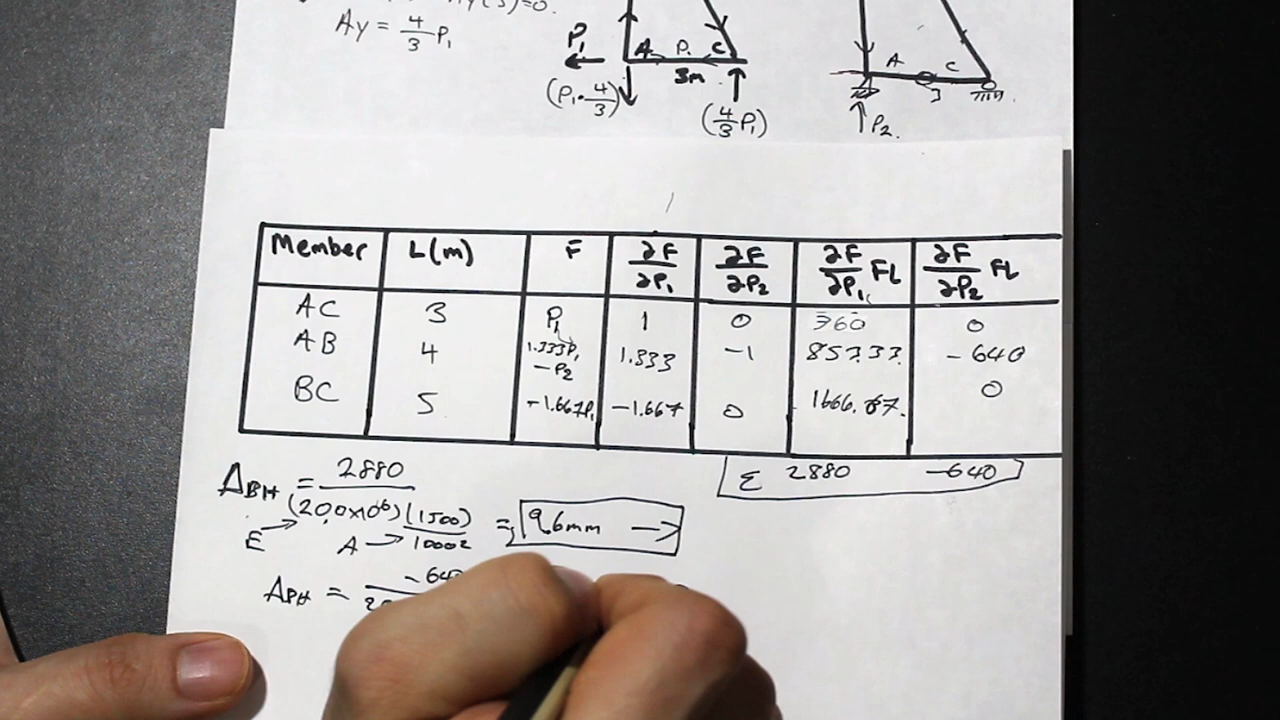 Ay = 4/3 P₁
P₁
A P₁ C
3m
(P₁·4/3)
(4/3 P₁)
A C
3
P₂
Member L(m) F ∂F/∂P₁ ∂F/∂P₂ ∂F/∂P₁ FL ∂F/∂P₂ FL
AC 3 P₁ 1 0 360 0
AB 4 1.333P₁ - P₂ 1.333 -1 853.33 -640
BC 5 -1.667P₁ -1.667 0 1666.67 0
Σ 2880 -640
ΔBH = 2880 / (200x10⁶)(1500/1000²) = 9.6mm →
E → A →
ΔBH = -640